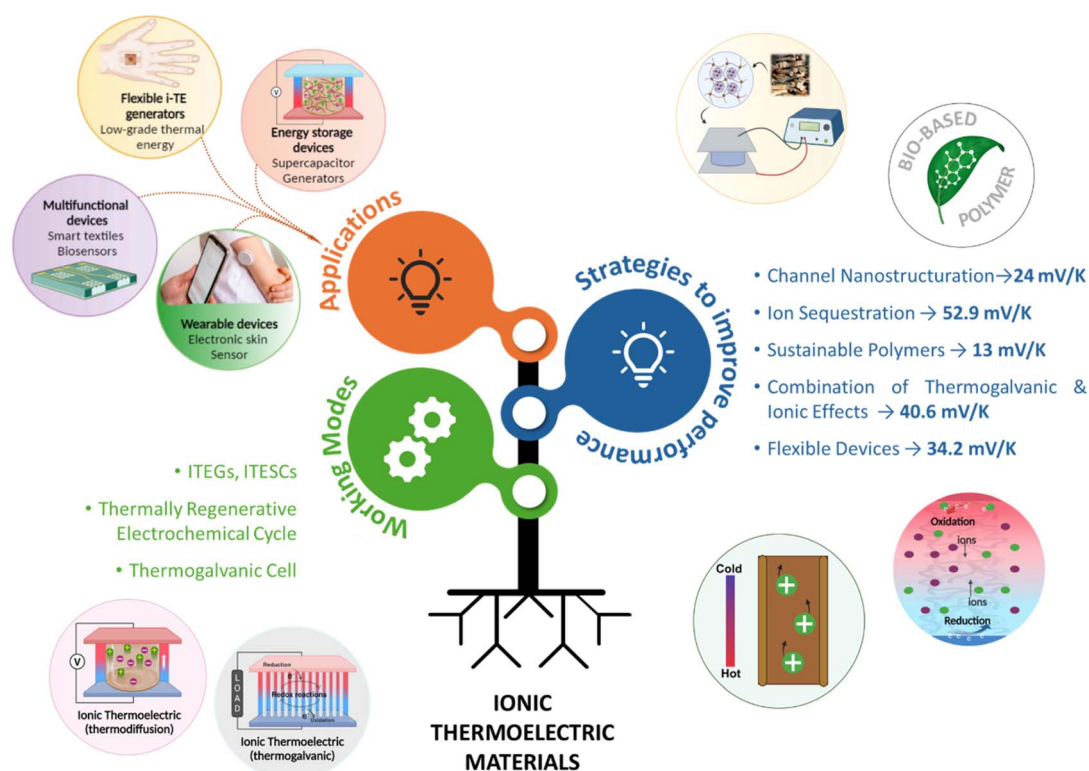 Flexible i-TE
generators
Low-grade thermal
energy
V
Energy storage
devices
Supercapacitor
Generators
Multifunctional
devices
Smart textiles
Biosensors
Wearable devices
Electronic skin
Sensor
Applications
Strategies to improve performance
Working Modes
BIO-BASED
POLYMER
• Channel Nanostructuration→24 mV/K
• Ion Sequestration → 52.9 mV/K
• Sustainable Polymers → 13 mV/K
• Combination of Thermogalvanic &
Ionic Effects → 40.6 mV/K
• Flexible Devices → 34.2 mV/K
• ITEGs, ITESCs
• Thermally Regenerative
Electrochemical Cycle
• Thermogalvanic Cell
V
Ionic Thermoelectric
(thermodiffusion)
LOAD
Reduction
e
Redox reactions
e
Oxidation
Ionic Thermoelectric
(thermogalvanic)
IONIC
THERMOELECTRIC
MATERIALS
Cold
Hot
Oxidation
ions
ions
Reduction